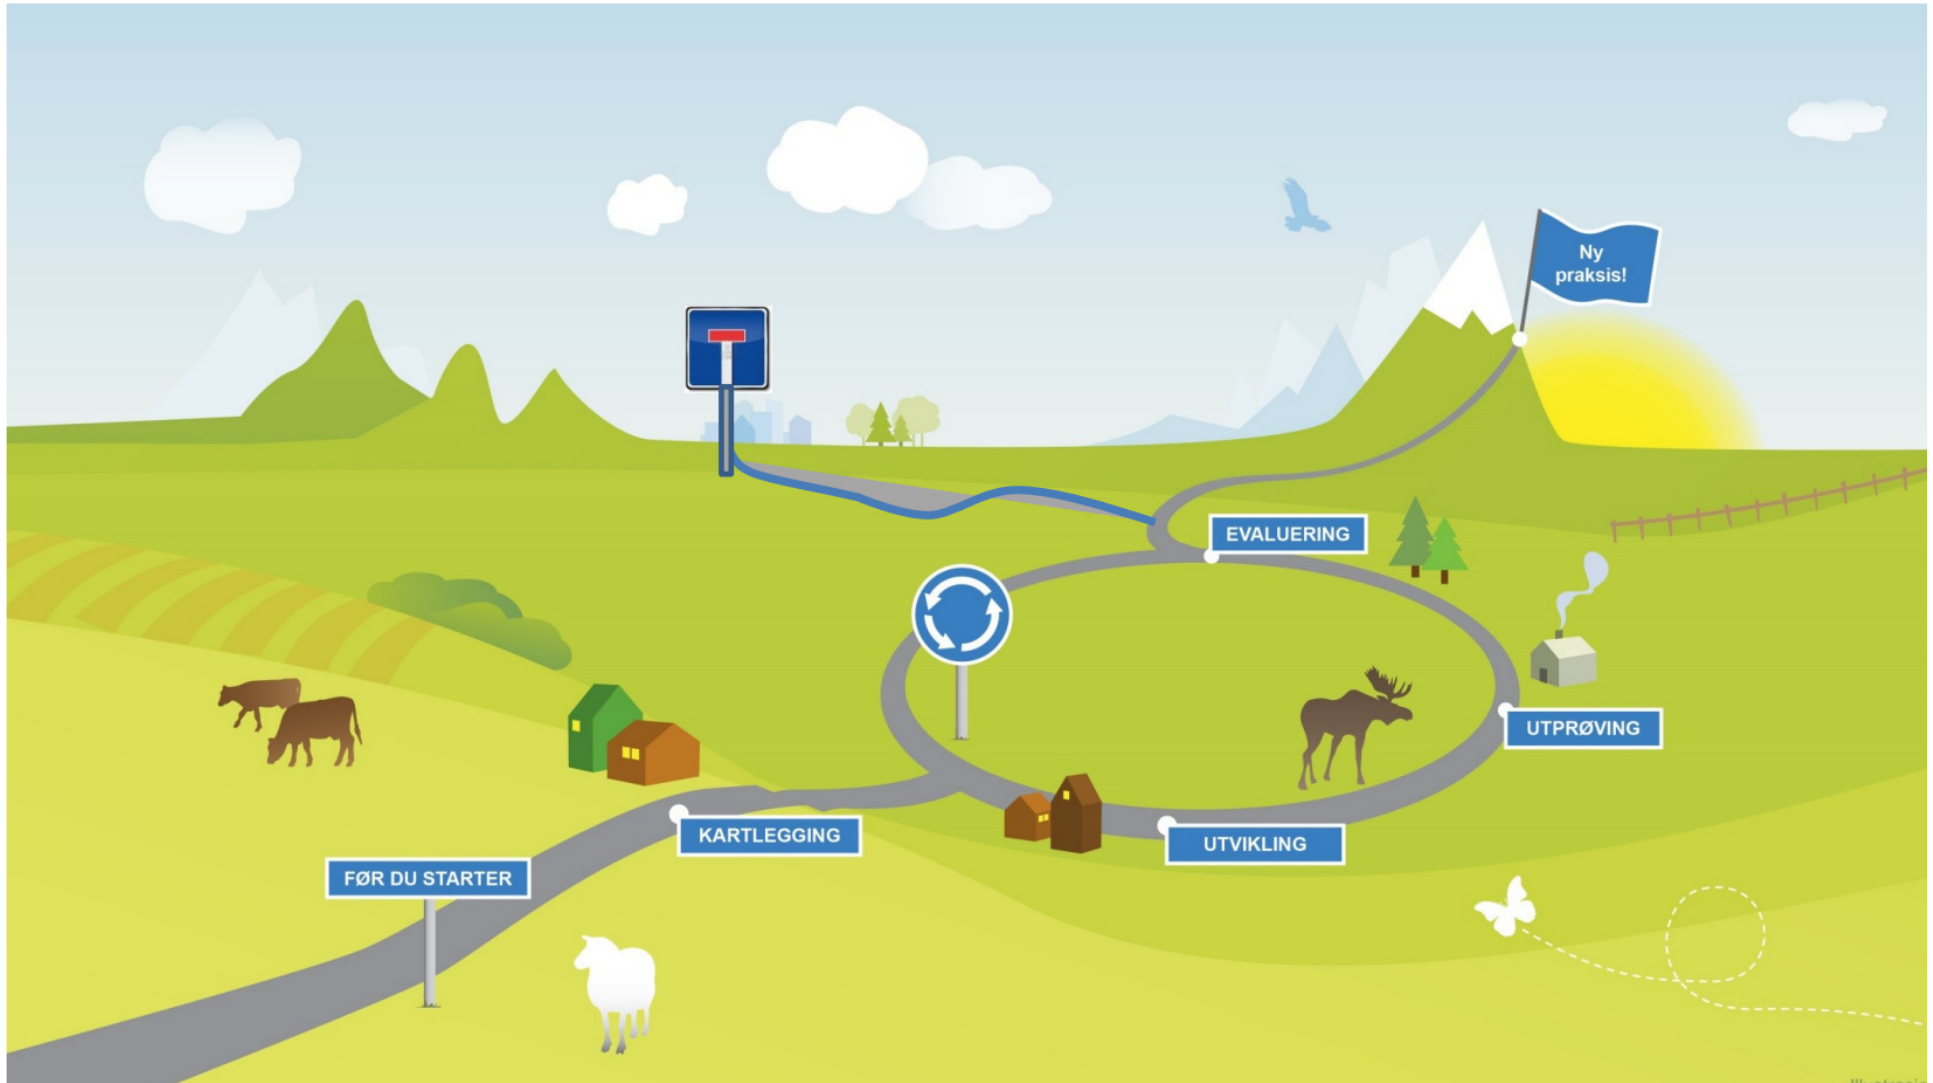 Ny
praksis!
EVALUERING
UTPRØVING
KARTLEGGING
UTVIKLING
FØR DU STARTER